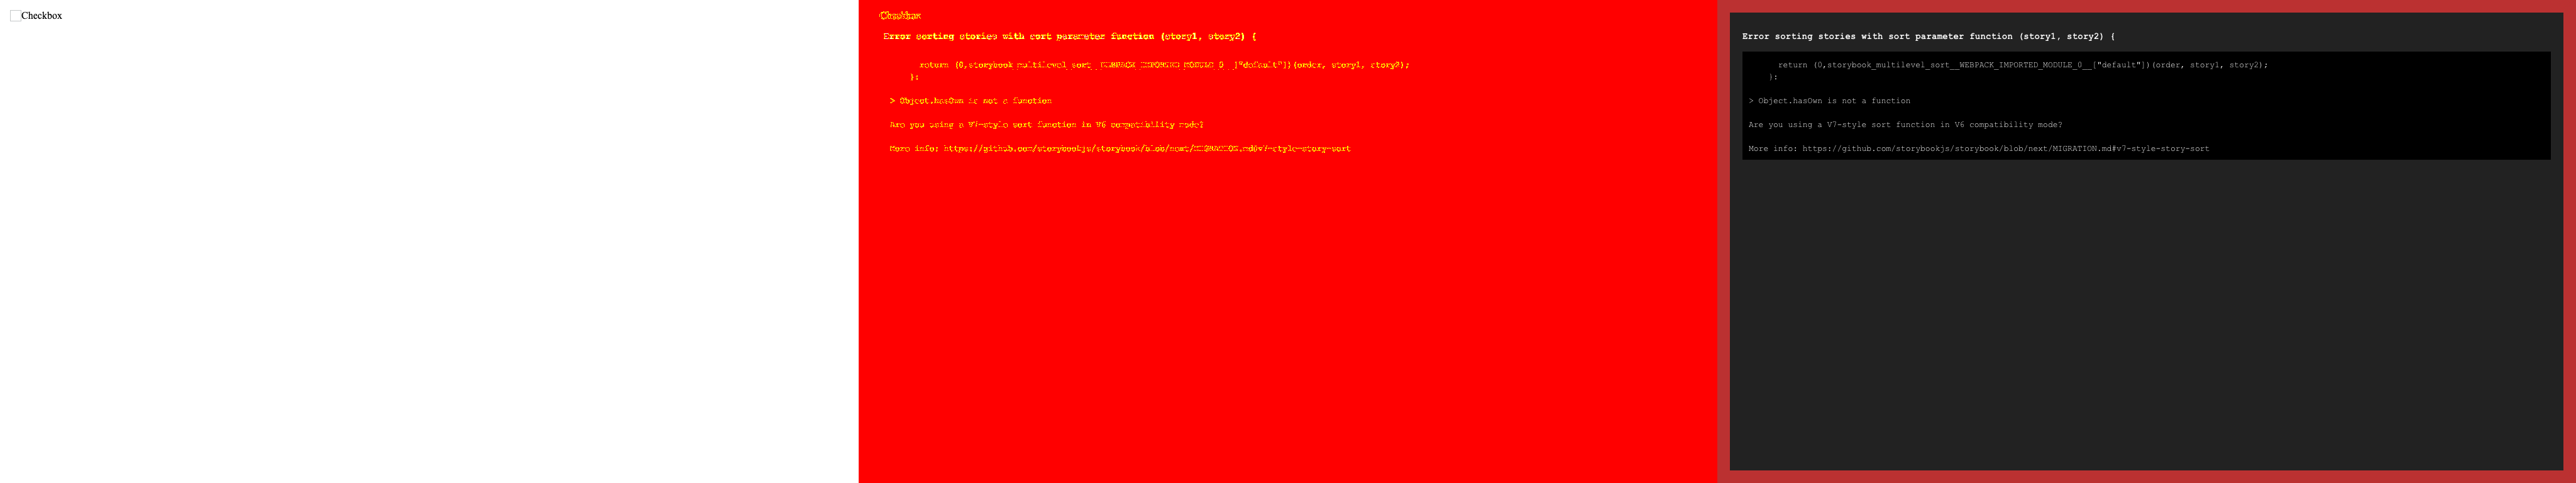 Checkbox
Checkbox
Error sorting stories with sort parameter function (story1, story2) {
return (0,storybook_multilevel_sort__WEBPACK_IMPORTED_MODULE_0__["default"])(order, story1, story2);
}:
> Object.hasOwn is not a function
Are you using a V7-style sort function in V6 compatibility mode?
More info: https://github.com/storybookjs/storybook/blob/next/MIGRATION.md#v7-style-story-sort
Error sorting stories with sort parameter function (story1, story2) {
return (0,storybook_multilevel_sort__WEBPACK_IMPORTED_MODULE_0__["default"])(order, story1, story2);
}:
> Object.hasOwn is not a function
Are you using a V7-style sort function in V6 compatibility mode?
More info: https://github.com/storybookjs/storybook/blob/next/MIGRATION.md#v7-style-story-sort